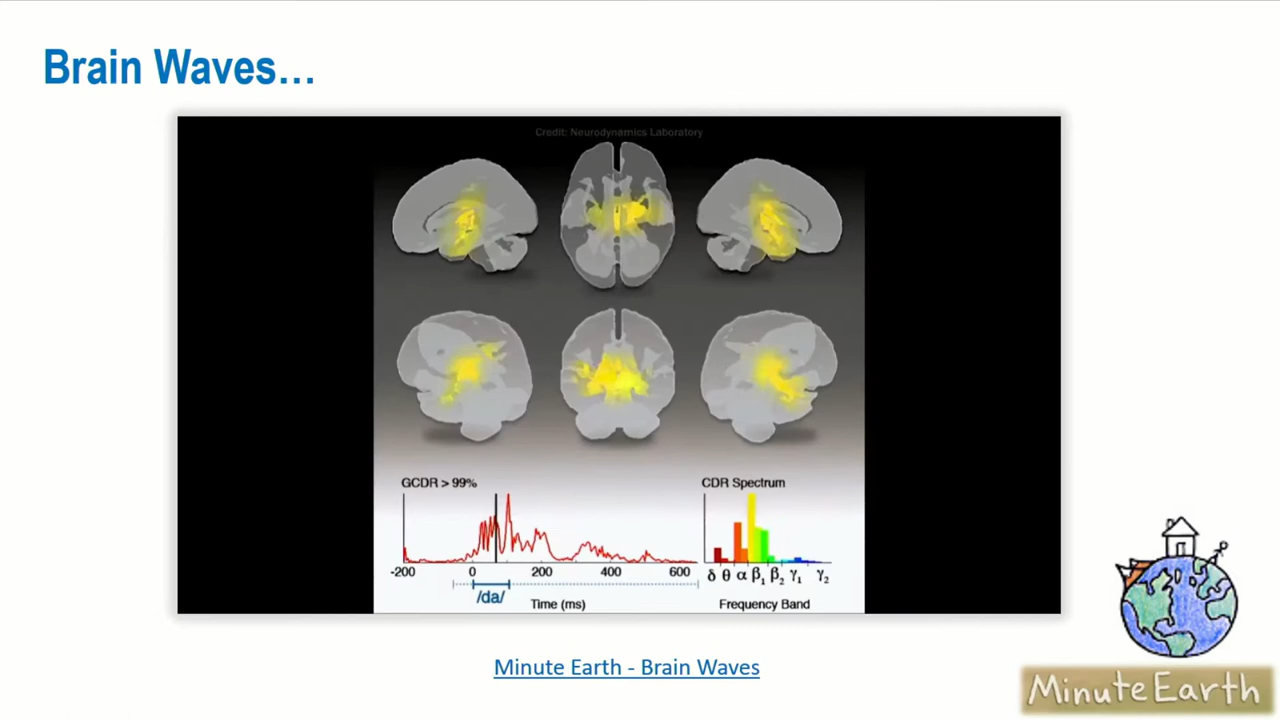 Brain Waves…
Credit: Neurodynamics Laboratory
GCDR > 99%
CDR Spectrum
-200 0 200 400 600
δ θ α β₁ β₂ γ₁ γ₂
/da/
Time (ms)
Frequency Band
Minute Earth - Brain Waves
MinuteEarth